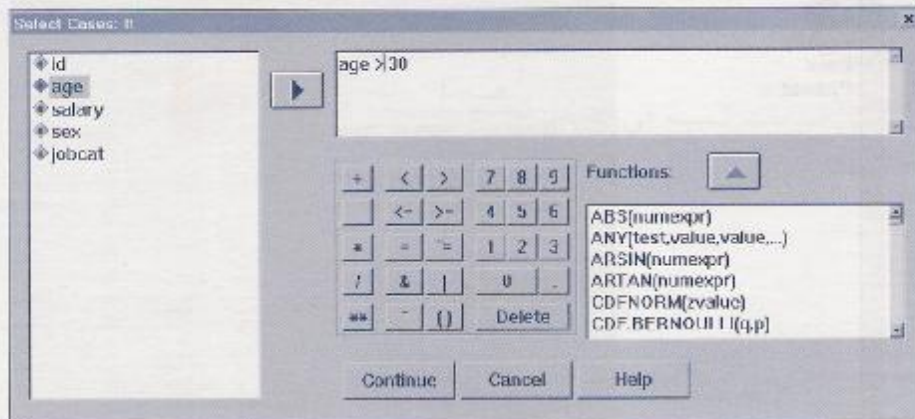 Select Cases: If
×
id
age
salary
sex
jobcat
age >30
+ < > 7 8 9
<= >= 4 5 6
* = ~= 1 2 3
/ & | 0 .
** ~ () Delete
Functions:
ABS(numexpr)
ANY(test,value,value,...)
ARSIN(numexpr)
ARTAN(numexpr)
CDFNORM(zvalue)
CDF.BERNOULLI(q,p)
Continue Cancel Help